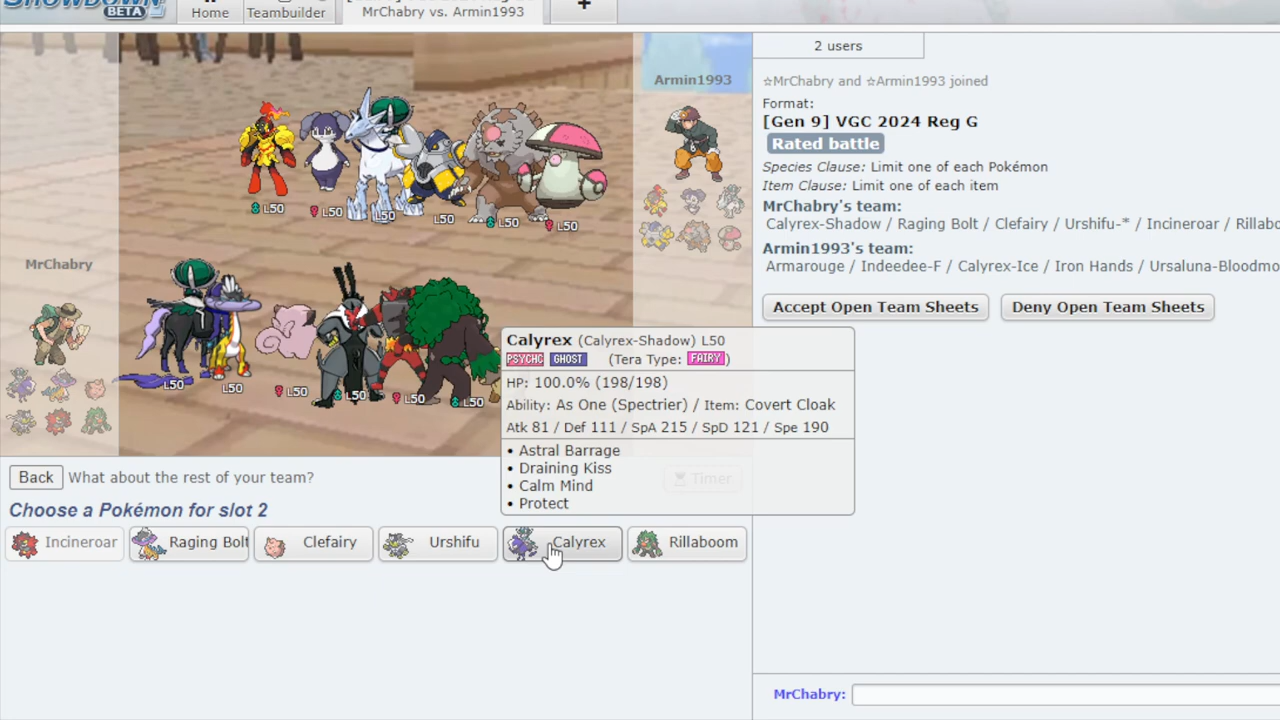 SHOWDOWN
BETA
Home
Teambuilder
MrChabry vs. Armin1993
+
2 users
☆MrChabry and ☆Armin1993 joined
Format:
[Gen 9] VGC 2024 Reg G
Rated battle
Species Clause: Limit one of each Pokémon
Item Clause: Limit one of each item
MrChabry's team:
Calyrex-Shadow / Raging Bolt / Clefairy / Urshifu-* / Incineroar / Rillabo
Armin1993's team:
Armarouge / Indeedee-F / Calyrex-Ice / Iron Hands / Ursaluna-Bloodmo
Accept Open Team Sheets
Deny Open Team Sheets
Armin1993
L50
L50
L50
L50
L50
L50
MrChabry
L50
L50
L50
L50
L50
L50
Calyrex (Calyrex-Shadow) L50
PSYCHC GHOST (Tera Type: FAIRY)
HP: 100.0% (198/198)
Ability: As One (Spectrier) / Item: Covert Cloak
Atk 81 / Def 111 / SpA 215 / SpD 121 / Spe 190
• Astral Barrage
• Draining Kiss
• Calm Mind
• Protect
Back What about the rest of your team?
Timer
Choose a Pokémon for slot 2
Incineroar
Raging Bolt
Clefairy
Urshifu
Calyrex
Rillaboom
MrChabry: